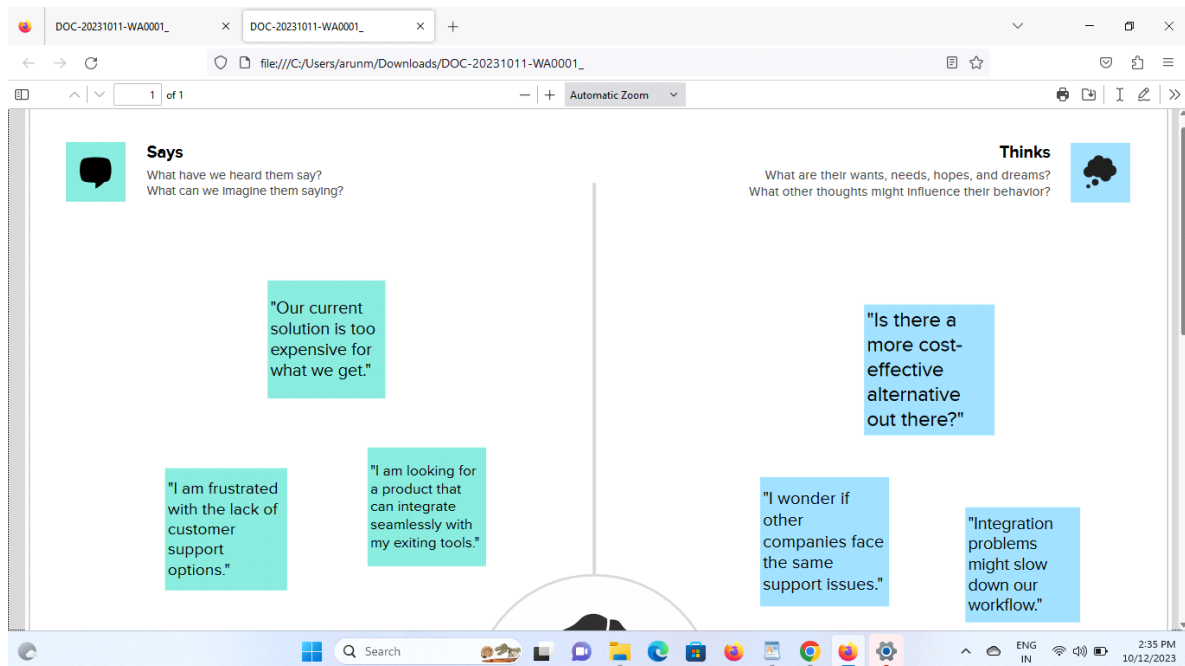 DOC-20231011-WA0001_
DOC-20231011-WA0001_
file:///C:/Users/arunm/Downloads/DOC-20231011-WA0001_
1 of 1
Automatic Zoom
Says
What have we heard them say?
What can we imagine them saying?
Thinks
What are their wants, needs, hopes, and dreams?
What other thoughts might influence their behavior?
"Our current
solution is too
expensive for
what we get."
"I am frustrated
with the lack of
customer
support
options."
"I am looking for
a product that
can integrate
seamlessly with
my exiting tools."
"Is there a
more cost-
effective
alternative
out there?"
"I wonder if
other
companies face
the same
support issues."
"Integration
problems
might slow
down our
workflow."
Search
ENG
IN
2:35 PM
10/12/2023